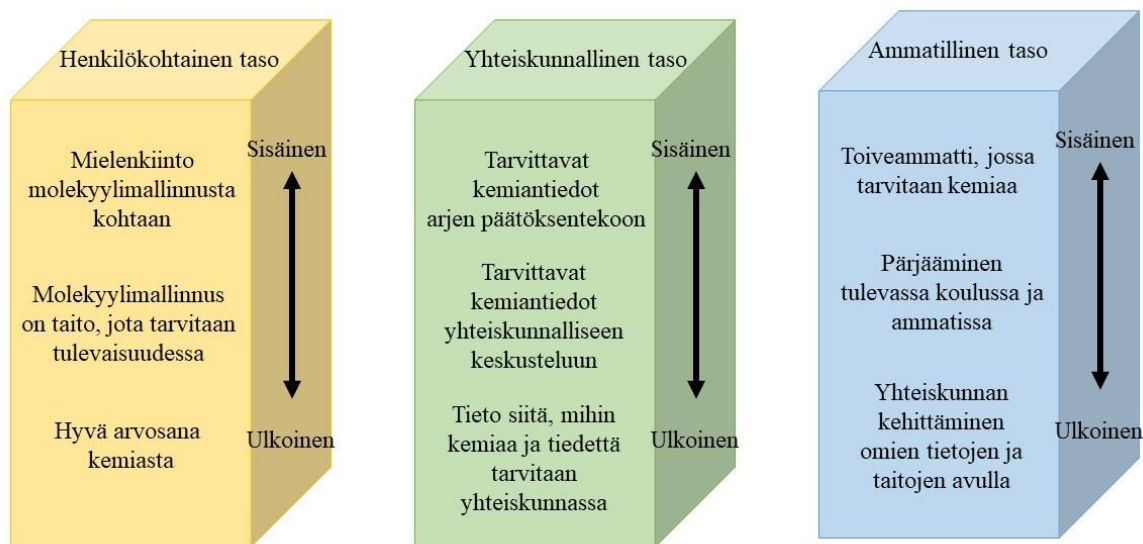 Henkilökohtainen taso
Mielenkiinto
molekyylimallinnusta
kohtaan
Molekyylimallinnus
on taito, jota tarvitaan
tulevaisuudessa
Hyvä arvosana
kemiasta
Sisäinen
Ulkoinen
Yhteiskunnallinen taso
Tarvittavat
kemiantiedot
arjen päätöksentekoon
Tarvittavat
kemiantiedot
yhteiskunnalliseen
keskusteluun
Tieto siitä, mihin
kemiaa ja tiedettä
tarvitaan
yhteiskunnassa
Sisäinen
Ulkoinen
Ammatillinen taso
Toiveammatti, jossa
tarvitaan kemiaa
Pärjääminen
tulevassa koulussa ja
ammatissa
Yhteiskunnan
kehittäminen
omien tietojen ja
taitojen avulla
Sisäinen
Ulkoinen